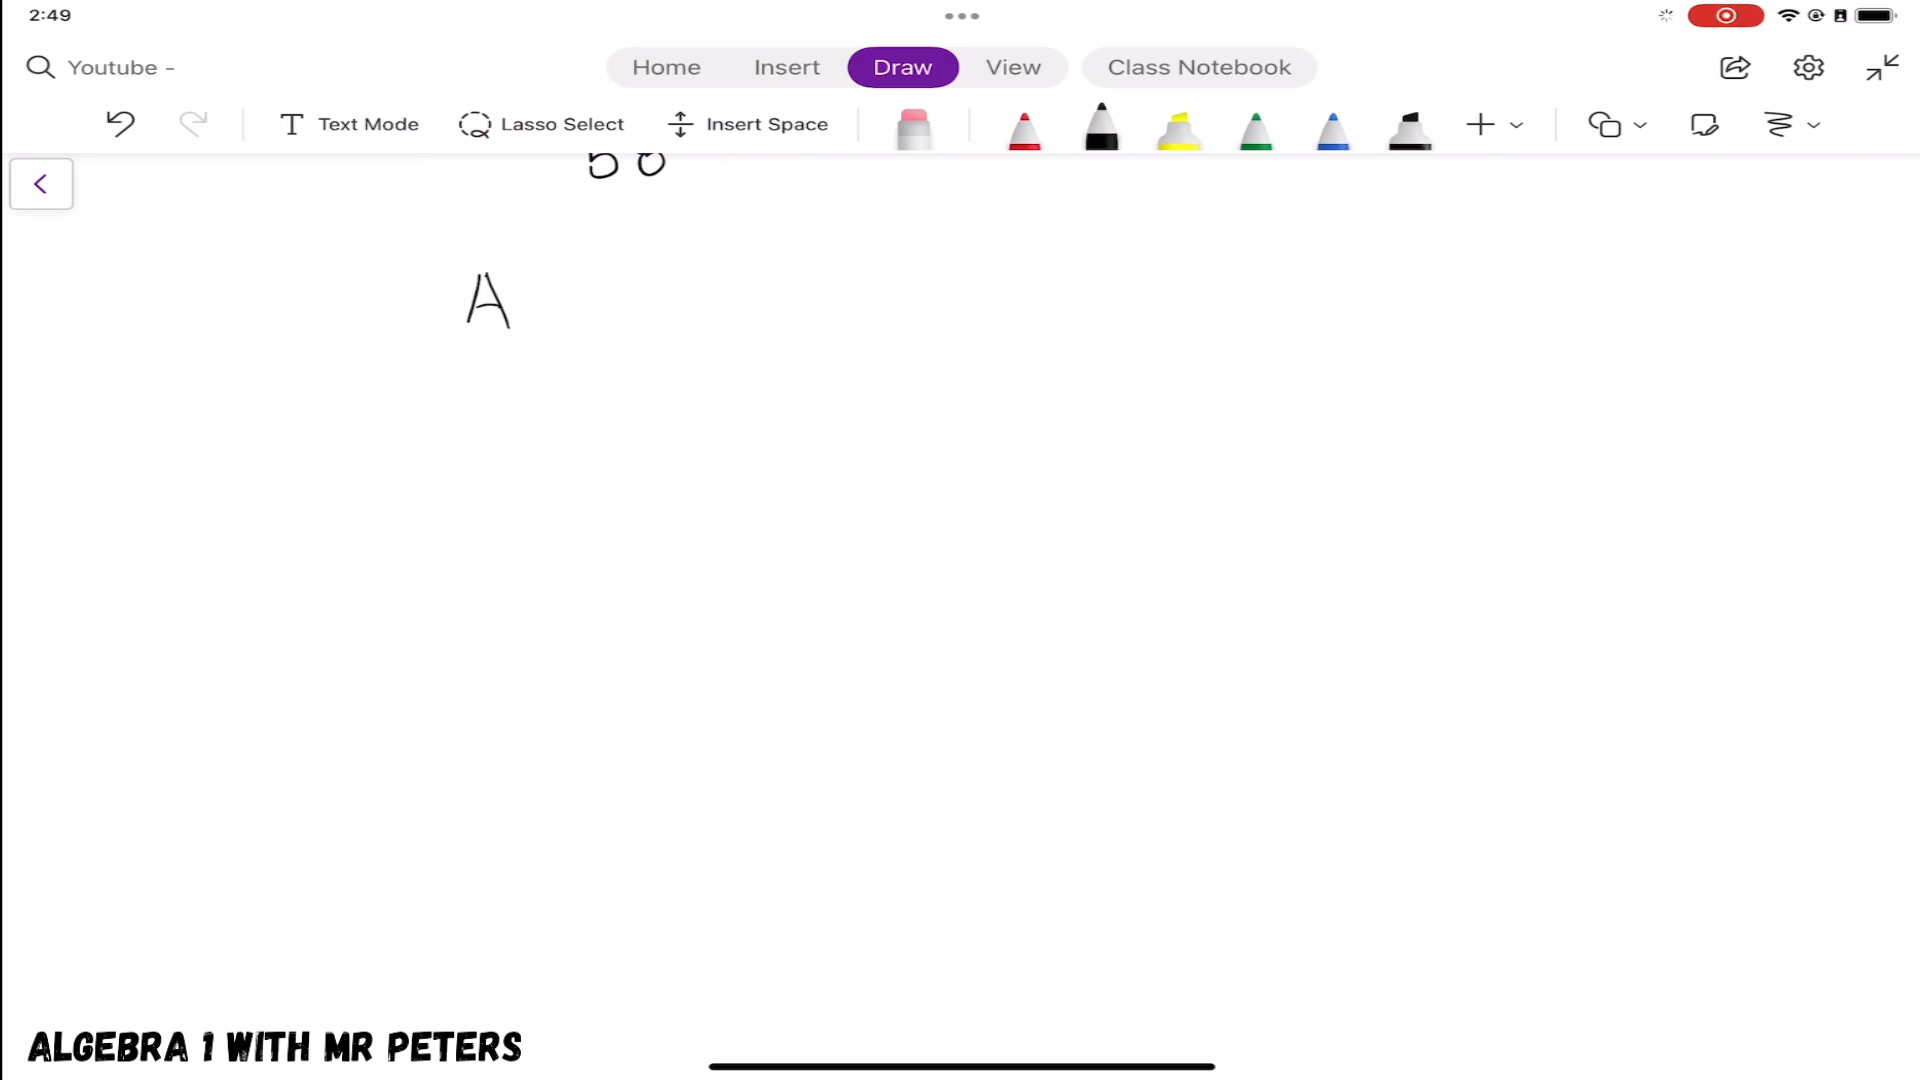 2:49
Youtube -
Home Insert Draw View Class Notebook
Text Mode Lasso Select Insert Space
A
ALGEBRA 1 WITH MR PETERS